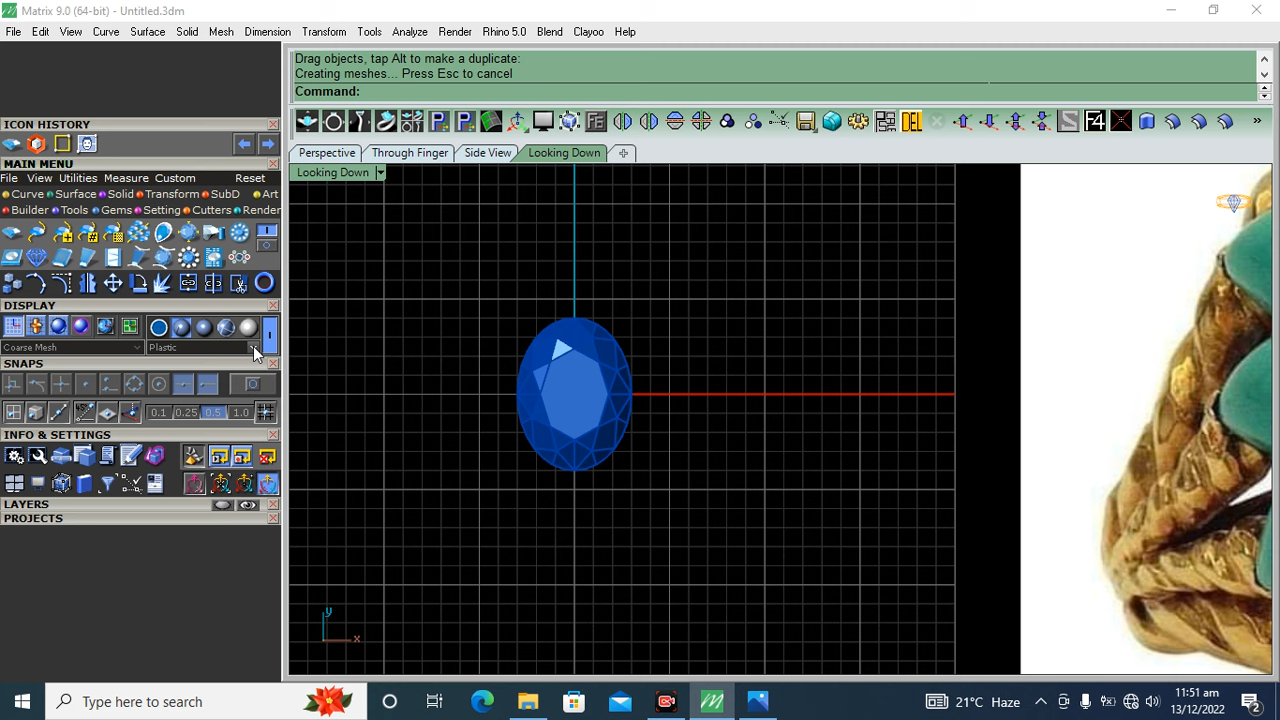 Matrix 9.0 (64-bit) - Untitled.3dm
File Edit View Curve Surface Solid Mesh Dimension Transform Tools Analyze Render Rhino 5.0 Blend Clayoo Help
Drag objects, tap Alt to make a duplicate:
Creating meshes... Press Esc to cancel
Command:
ICON HISTORY
MAIN MENU
File View Utilities Measure Custom Reset
Curve Surface Solid Transform SubD Art
Builder Tools Gems Setting Cutters Render
DISPLAY
Coarse Mesh Plastic
SNAPS
0.1 0.25 0.5 1.0
INFO & SETTINGS
LAYERS
PROJECTS
P P FE DEL S F4 »
Perspective Through Finger Side View Looking Down
Looking Down
y
x
Type here to search
21°C Haze
11:51 am
13/12/2022
2